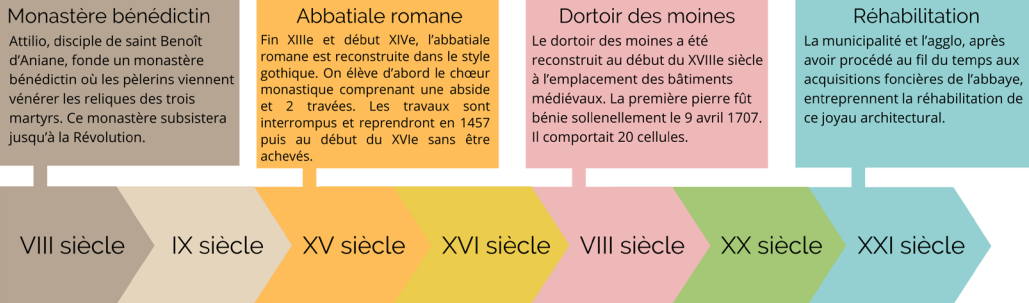 Monastère bénédictin
Attilio, disciple de saint Benoît
d’Aniane, fonde un monastère
bénédictin où les pèlerins viennent
vénérer les reliques des trois
martyrs. Ce monastère subsistera
jusqu’à la Révolution.
Abbatiale romane
Fin XIIIe et début XIVe, l’abbatiale
romane est reconstruite dans le style
gothique. On élève d’abord le chœur
monastique comprenant une abside
et 2 travées. Les travaux sont
interrompus et reprendront en 1457
puis au début du XVIe sans être
achevés.
Dortoir des moines
Le dortoir des moines a été
reconstruit au début du XVIIIe siècle
à l’emplacement des bâtiments
médiévaux. La première pierre fût
bénie sollenellement le 9 avril 1707.
Il comportait 20 cellules.
Réhabilitation
La municipalité et l’agglo, après
avoir procédé au fil du temps aux
acquisitions foncières de l’abbaye,
entreprennent la réhabilitation de
ce joyau architectural.
VIII siècle
IX siècle
XV siècle
XVI siècle
VIII siècle
XX siècle
XXI siècle